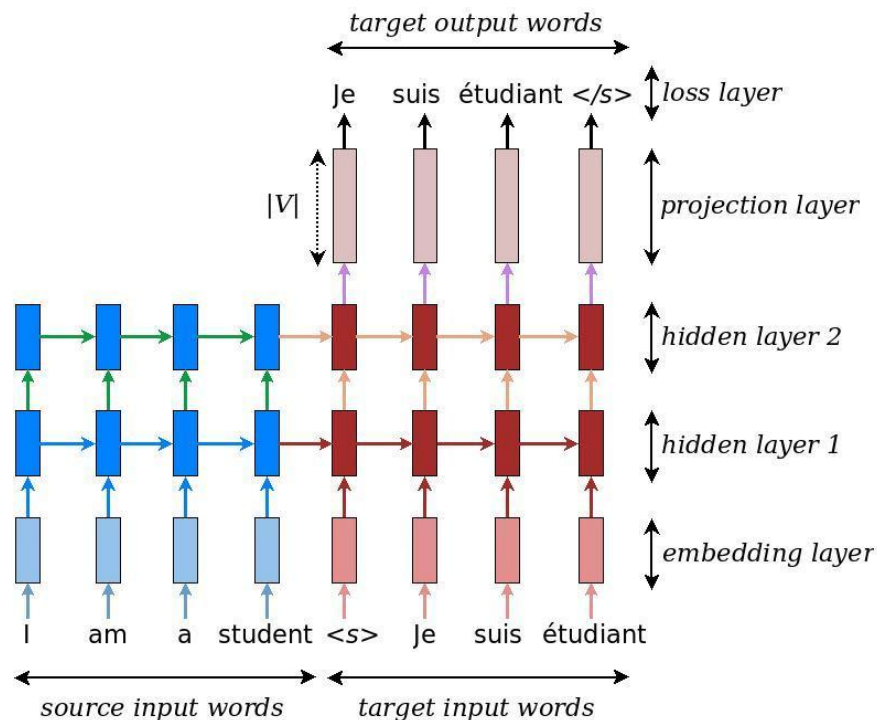 target output words
Je suis étudiant </s>
loss layer
|V|
projection layer
hidden layer 2
hidden layer 1
embedding layer
I am a student <s> Je suis étudiant
source input words
target input words